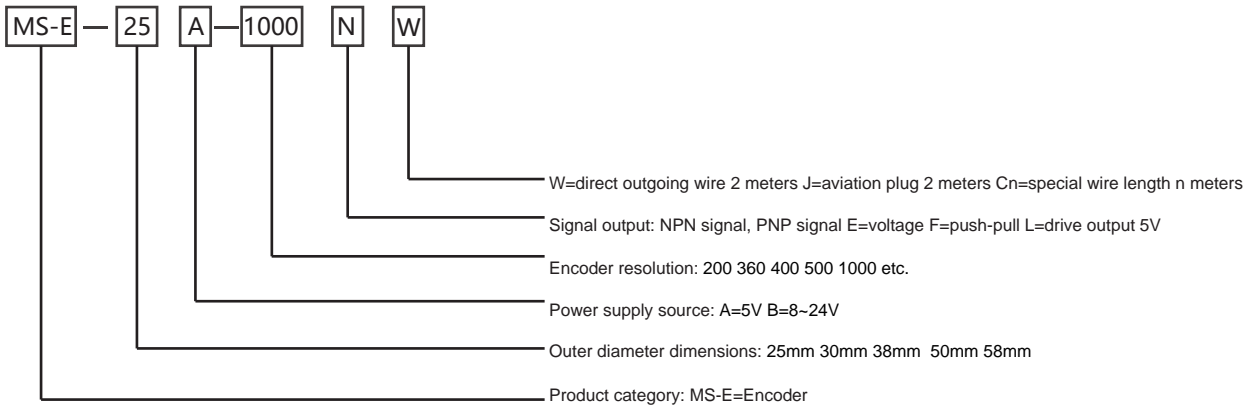 MS-E — 25 A — 1000 N W
W=direct outgoing wire 2 meters J=aviation plug 2 meters Cn=special wire length n meters
Signal output: NPN signal, PNP signal E=voltage F=push-pull L=drive output 5V
Encoder resolution: 200 360 400 500 1000 etc.
Power supply source: A=5V B=8~24V
Outer diameter dimensions: 25mm 30mm 38mm 50mm 58mm
Product category: MS-E=Encoder